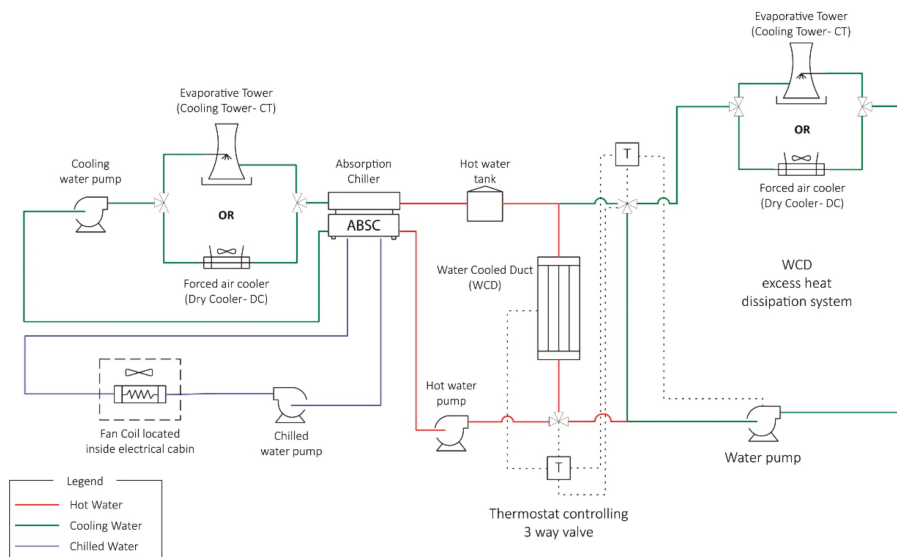 Evaporative Tower
(Cooling Tower- CT)
OR
Forced air cooler
(Dry Cooler- DC)
WCD
excess heat
dissipation system
T
Evaporative Tower
(Cooling Tower- CT)
Cooling
water pump
OR
Forced air cooler
(Dry Cooler- DC)
Absorption
Chiller
ABSC
Hot water
tank
Water Cooled Duct
(WCD)
Hot water
pump
Fan Coil located
inside electrical cabin
Chilled
water pump
T
Thermostat controlling
3 way valve
Water pump
Legend
Hot Water
Cooling Water
Chilled Water